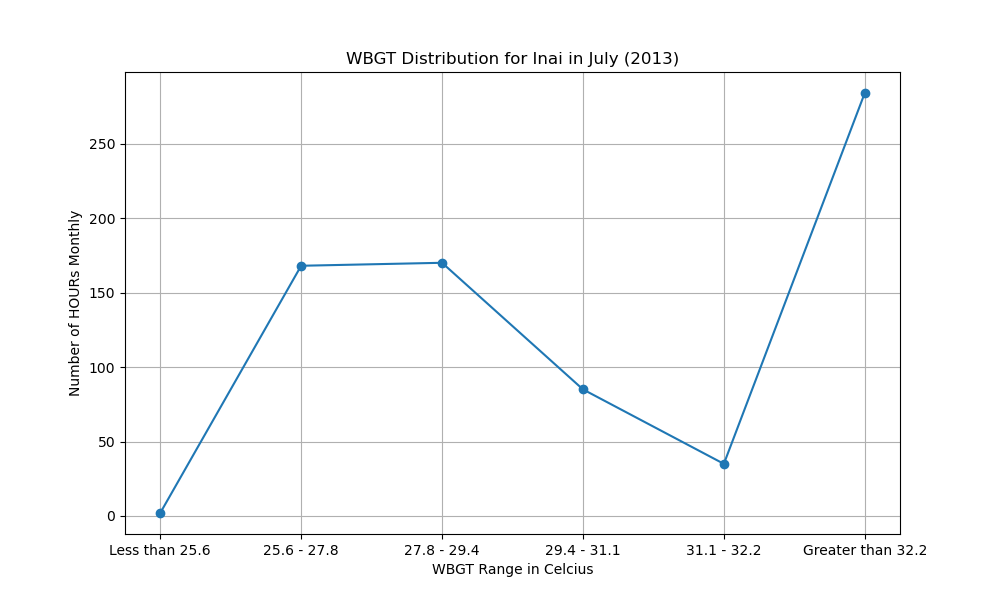 WBGT Distribution for Inai in July (2013)
Number of HOURs Monthly
250
200
150
100
50
0
Less than 25.6
25.6 - 27.8
27.8 - 29.4
29.4 - 31.1
31.1 - 32.2
Greater than 32.2
WBGT Range in Celcius